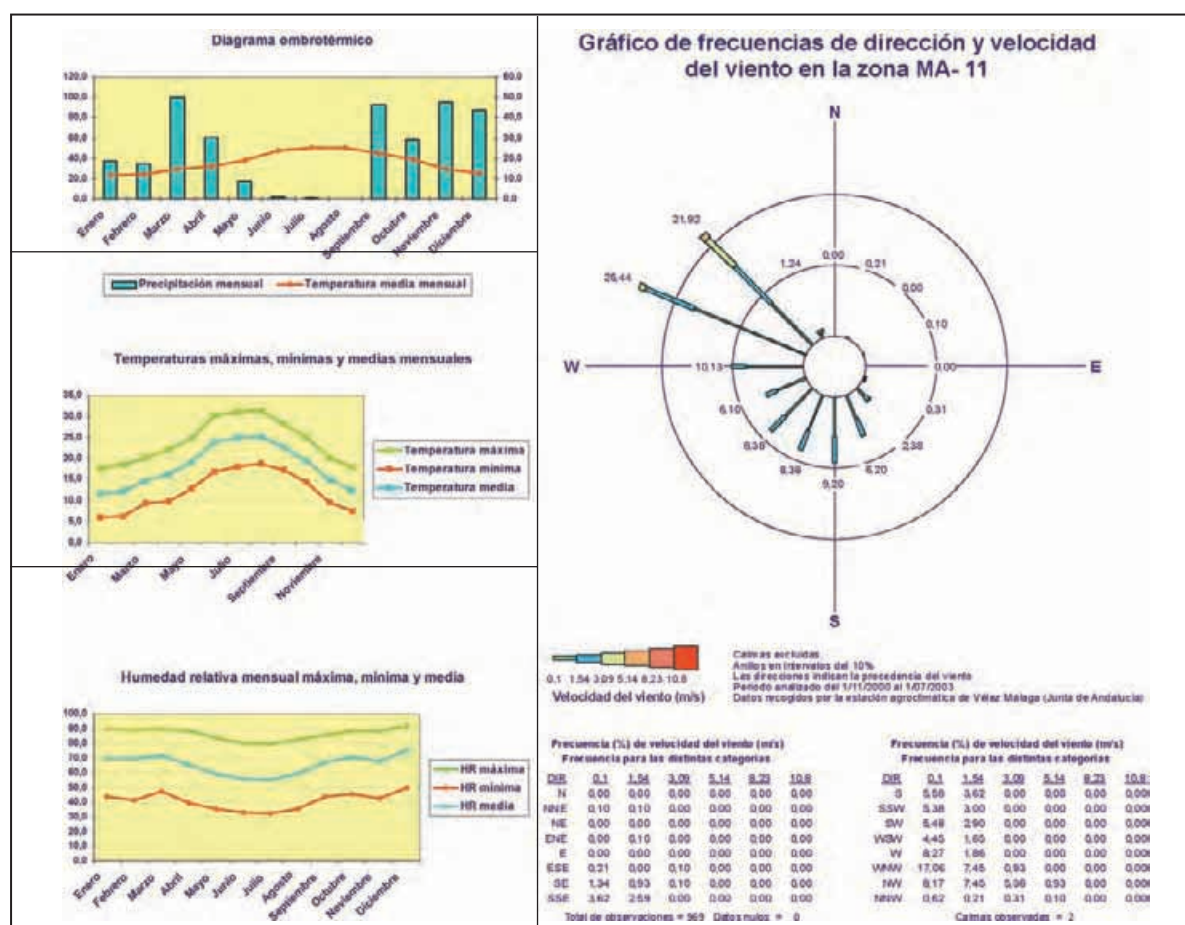 Diagrama ombrotérmico
120,0
100,0
80,0
60,0
40,0
20,0
0,0
60,0
50,0
40,0
30,0
20,0
10,0
0,0
Enero
Febrero
Marzo
Abril
Mayo
Junio
Julio
Agosto
Septiembre
Octubre
Noviembre
Diciembre
Precipitación mensual
Temperatura media mensual
Temperaturas máximas, mínimas y medias mensuales
35,0
30,0
25,0
20,0
15,0
10,0
5,0
0,0
Enero
Marzo
Mayo
Julio
Septiembre
Noviembre
Temperatura máxima
Temperatura mínima
Temperatura media
Humedad relativa mensual máxima, mínima y media
100,0
90,0
80,0
70,0
60,0
50,0
40,0
30,0
20,0
10,0
0,0
Enero
Febrero
Marzo
Abril
Mayo
Junio
Julio
Agosto
Septiembre
Octubre
Noviembre
Diciembre
HR máxima
HR mínima
HR media
Gráfico de frecuencias de dirección y velocidad
del viento en la zona MA- 11
N
21,92
26,44
1,24
0,00
0,21
0,00
0,10
W
10,13
0,00
E
6,10
0,31
8,38
2,38
8,38
6,20
9,20
S
0.1 1.54 3.09 5.14 8.23 10.8
Velocidad del viento (m/s)
Calmas excluidas
Anillos en intervalos del 10%
Las direcciones indican la procedencia del viento
Periodo analizado del 1/11/2000 al 1/07/2003
Datos recogidos por la estación agroclimática de Vélez Málaga (Junta de Andalucía)
Frecuencia (%) de velocidad del viento (m/s)
Frecuencia para las distintas categorías
DIR 0,1 1,54 3,09 5,14 8,23 10,8
N 0,00 0,00 0,00 0,00 0,00 0,00
NNE 0,10 0,10 0,00 0,00 0,00 0,00
NE 0,00 0,00 0,00 0,00 0,00 0,00
ENE 0,00 0,10 0,00 0,00 0,00 0,00
E 0,00 0,00 0,00 0,00 0,00 0,00
ESE 0,21 0,00 0,10 0,00 0,00 0,00
SE 1,34 0,93 0,10 0,00 0,00 0,00
SSE 3,62 2,59 0,00 0,00 0,00 0,00
Total de observaciones = 969 Datos nulos = 0
Frecuencia (%) de velocidad del viento (m/s)
Frecuencia para las distintas categorías
DIR 0,1 1,54 3,09 5,14 8,23 10,8
S 5,58 3,62 0,00 0,00 0,00
SSW 5,38 3,00 0,00 0,00 0,00
SW 5,48 2,90 0,00 0,00 0,00
WSW 4,45 1,65 0,00 0,00 0,00
W 8,27 1,86 0,00 0,00 0,00
WNW 17,06 7,45 0,93 0,00 0,00
NW 8,17 7,45 0,93 0,00
NNW 0,62 0,21 0,31 0,10 0,00
Calmas observadas = 2